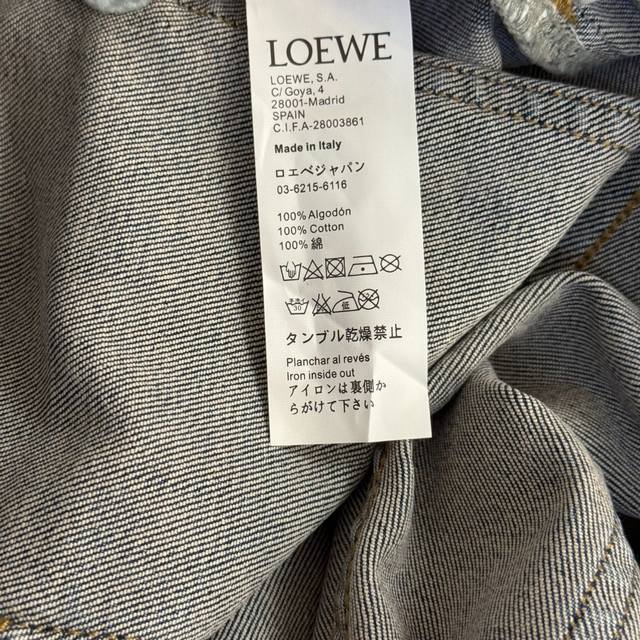 LOEWE
LOEWE, S.A.
C/ Goya, 4
28001-Madrid
SPAIN
C.I.F.A-28003861
Made in Italy
ロエベジャパン
03-6215-6116
100% Algodón
100% Cotton
100% 綿
30 低
タンブル乾燥禁止
Planchar al revés
Iron inside out
アイロンは裏側か
らがけて下さい